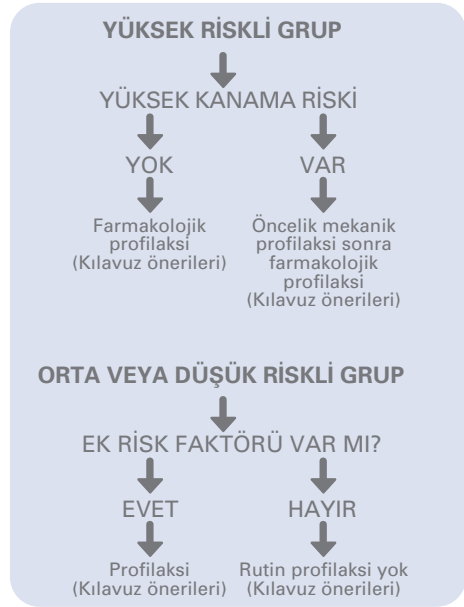 YÜKSEK RİSKLİ GRUP
YÜKSEK KANAMA RİSKİ
YOK
VAR
Farmakolojik
profilaksi
(Kılavuz önerileri)
Öncelik mekanik
profilaksi sonra
farmakolojik
profilaksi
(Kılavuz önerileri)
ORTA VEYA DÜŞÜK RİSKLİ GRUP
EK RİSK FAKTÖRÜ VAR MI?
EVET
HAYIR
Profilaksi
(Kılavuz önerileri)
Rutin profilaksi yok
(Kılavuz önerileri)